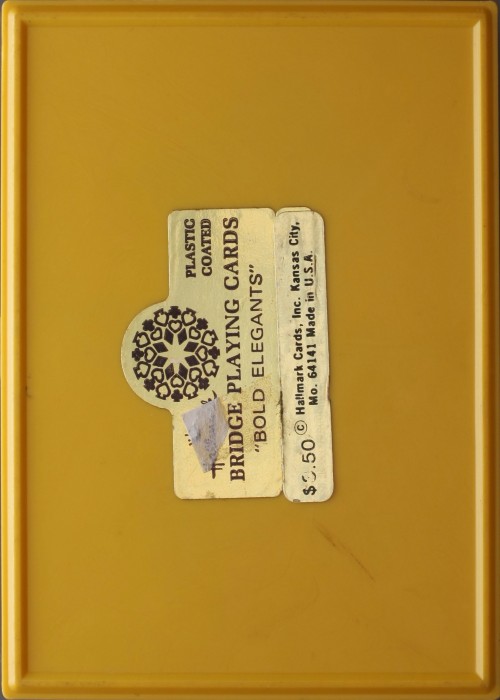 PLASTIC
COATED
BRIDGE PLAYING CARDS
"BOLD ELEGANTS"
© Hallmark Cards, Inc. Kansas City,
Mo. 64141 Made in U.S.A.